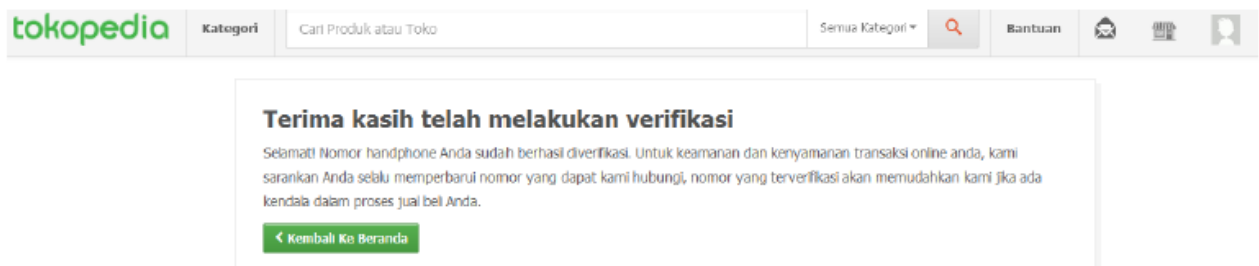 tokopedia Kategori Cari Produk atau Toko Semua Kategori Bantuan
Terima kasih telah melakukan verifikasi
Selamat! Nomor handphone Anda sudah berhasil diverifikasi. Untuk keamanan dan kenyamanan transaksi online anda, kami
sarankan Anda selalu memperbarui nomor yang dapat kami hubungi, nomor yang terverifikasi akan memudahkan kami jika ada
kendala dalam proses jual beli Anda.
Kembali Ke Beranda